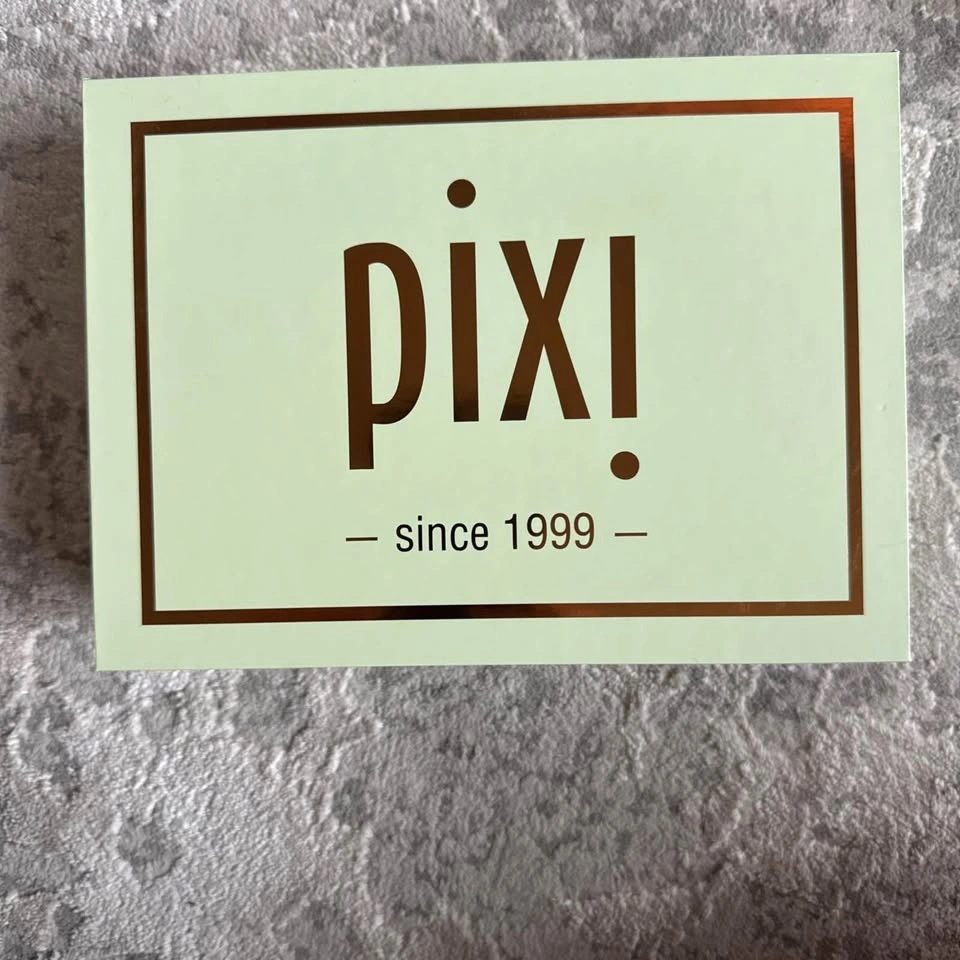 pixi
— since 1999 —